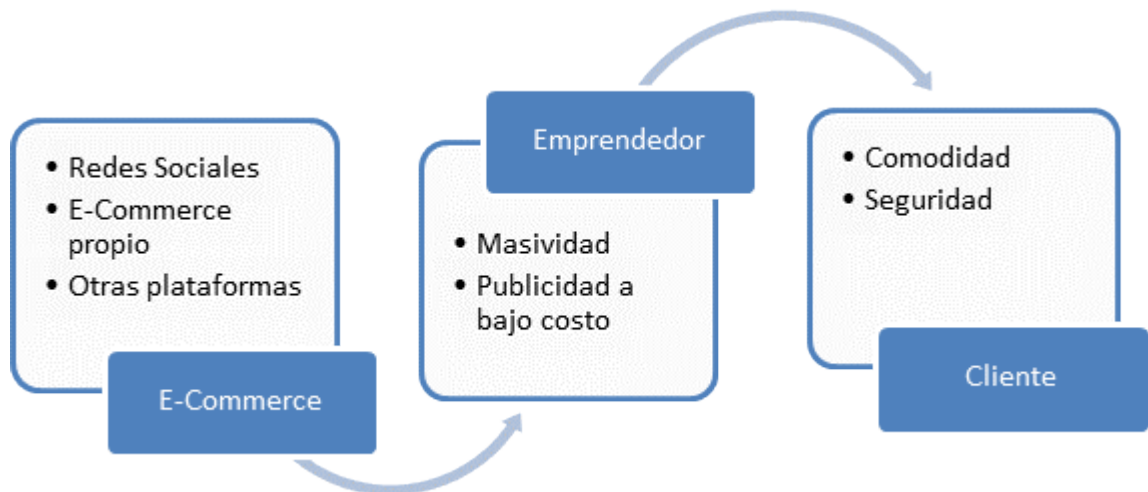 • Redes Sociales
• E-Commerce
propio
• Otras plataformas
E-Commerce
Emprendedor
• Masividad
• Publicidad a
bajo costo
• Comodidad
• Seguridad
Cliente